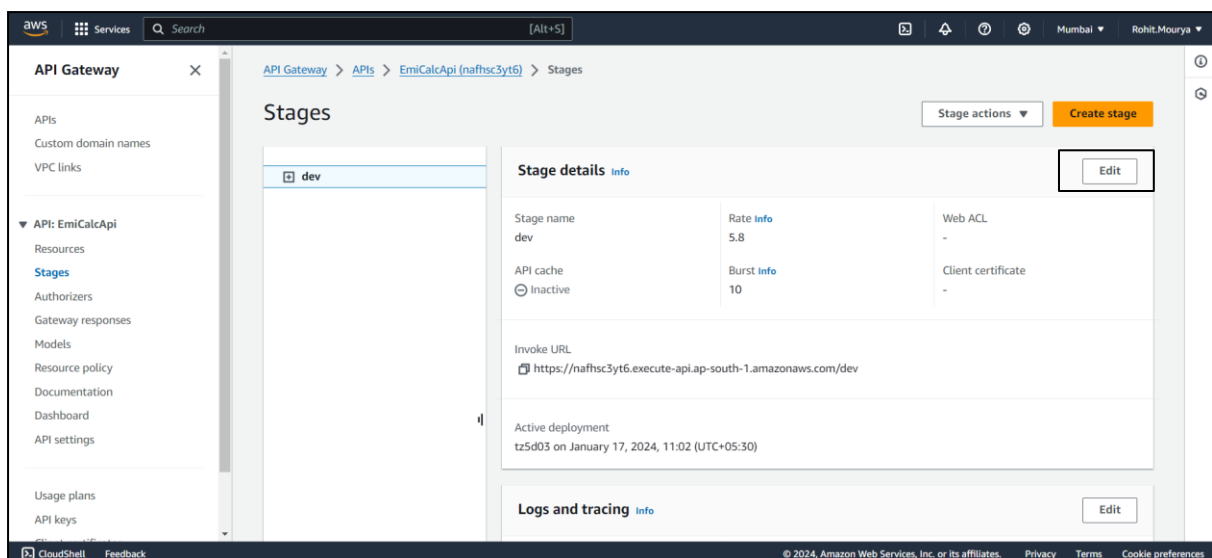 aws Services Search [Alt+S] Mumbai ▼ Rohit.Mourya ▼
API Gateway
APIs
Custom domain names
VPC links
▼ API: EmiCalcApi
Resources
Stages
Authorizers
Gateway responses
Models
Resource policy
Documentation
Dashboard
API settings
Usage plans
API keys
API Gateway > APIs > EmiCalcApi (nafhsc3yt6) > Stages
Stages
Stage actions ▼
Create stage
dev
Stage details Info
Edit
Stage name
dev
Rate Info
5.8
Web ACL
-
API cache
Inactive
Burst Info
10
Client certificate
-
Invoke URL
https://nafhsc3yt6.execute-api.ap-south-1.amazonaws.com/dev
Active deployment
tz5d03 on January 17, 2024, 11:02 (UTC+05:30)
Logs and tracing Info
Edit
CloudShell Feedback © 2024, Amazon Web Services, Inc. or its affiliates. Privacy Terms Cookie preferences